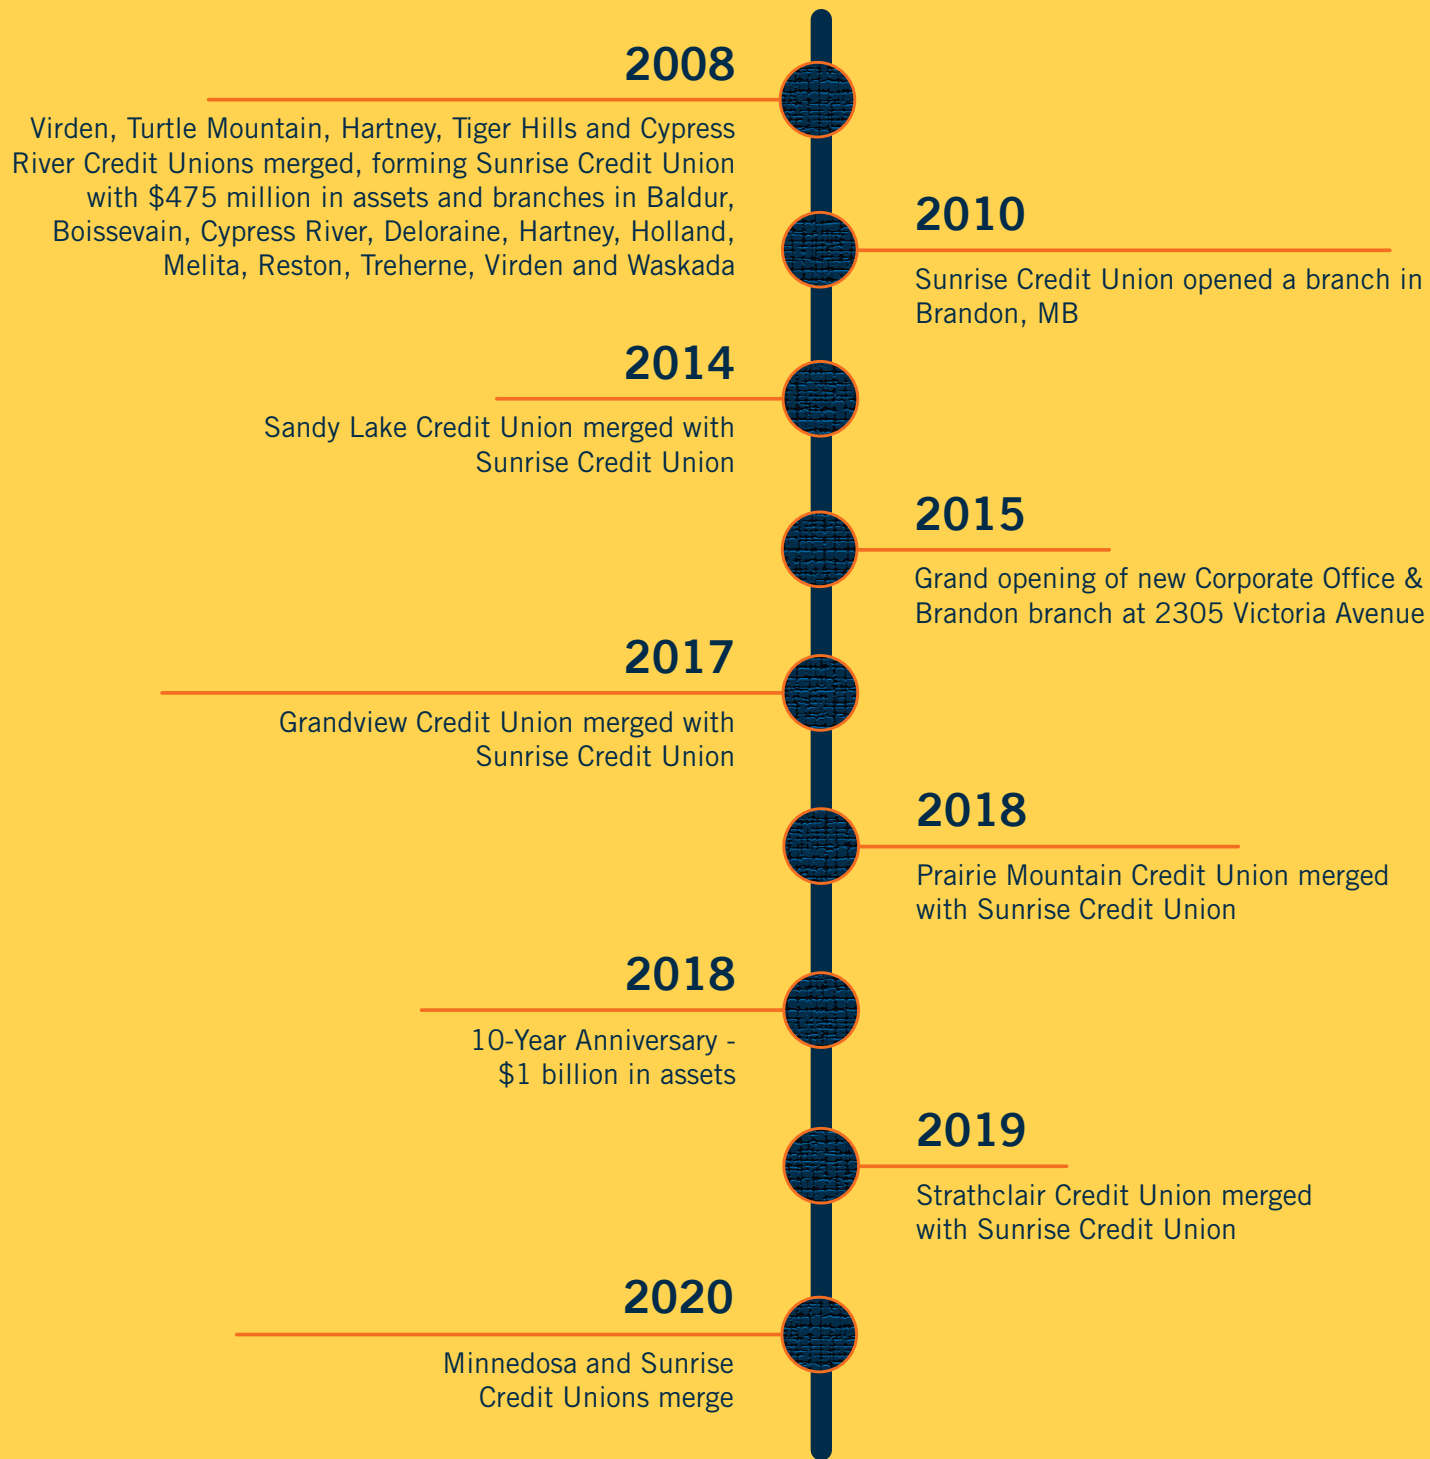 2008
Virden, Turtle Mountain, Hartney, Tiger Hills and Cypress
River Credit Unions merged, forming Sunrise Credit Union
with $475 million in assets and branches in Baldur,
Boissevain, Cypress River, Deloraine, Hartney, Holland,
Melita, Reston, Treherne, Virden and Waskada
2010
Sunrise Credit Union opened a branch in
Brandon, MB
2014
Sandy Lake Credit Union merged with
Sunrise Credit Union
2015
Grand opening of new Corporate Office &
Brandon branch at 2305 Victoria Avenue
2017
Grandview Credit Union merged with
Sunrise Credit Union
2018
Prairie Mountain Credit Union merged
with Sunrise Credit Union
2018
10-Year Anniversary -
$1 billion in assets
2019
Strathclair Credit Union merged
with Sunrise Credit Union
2020
Minnedosa and Sunrise
Credit Unions merge